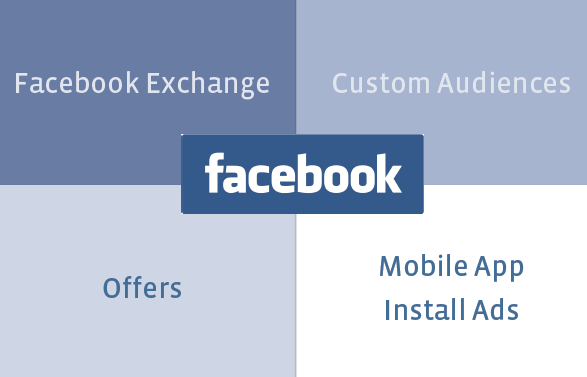 Facebook Exchange
Custom Audiences
facebook
Offers
Mobile App
Install Ads